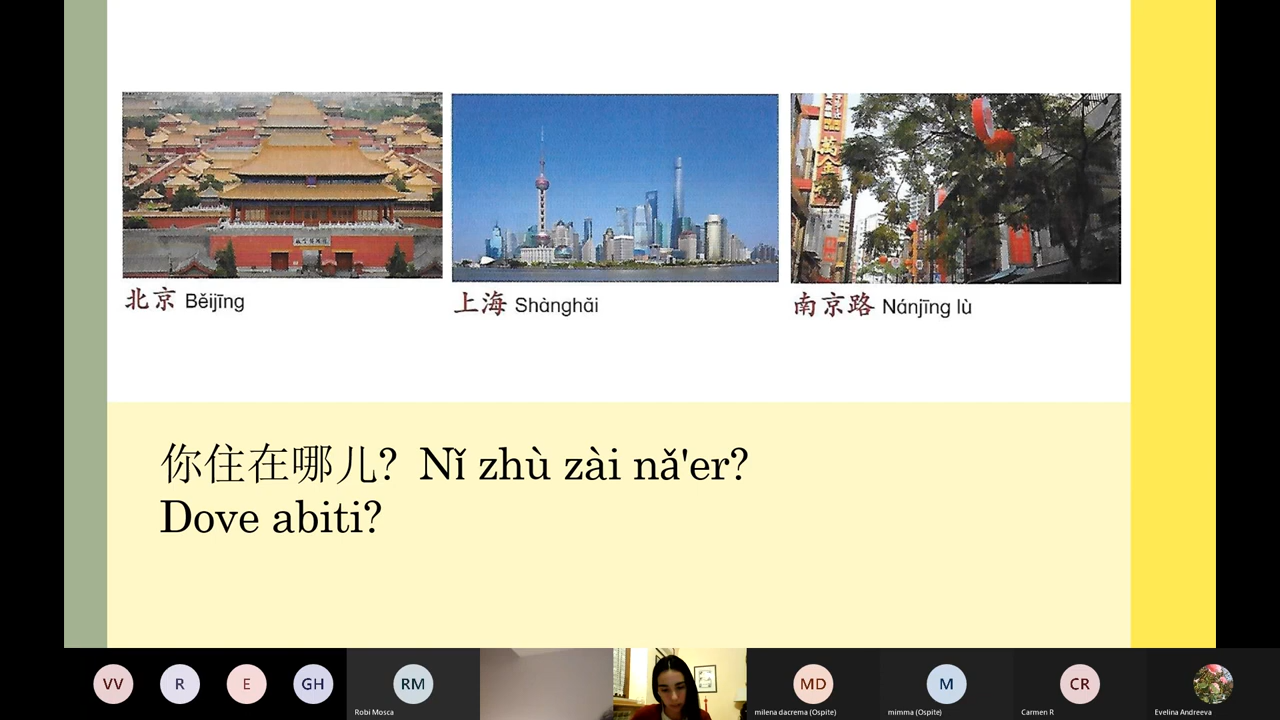 北京 Běijīng
上海 Shànghǎi
南京路 Nánjīng lù
你住在哪儿? Nǐ zhù zài nǎ'er?
Dove abiti?
VV
R
E
GH
RM
MD
M
CR
Robi Mosca
milena dacrema (Ospite)
mimma (Ospite)
Carmen R
Evelina Andreeva